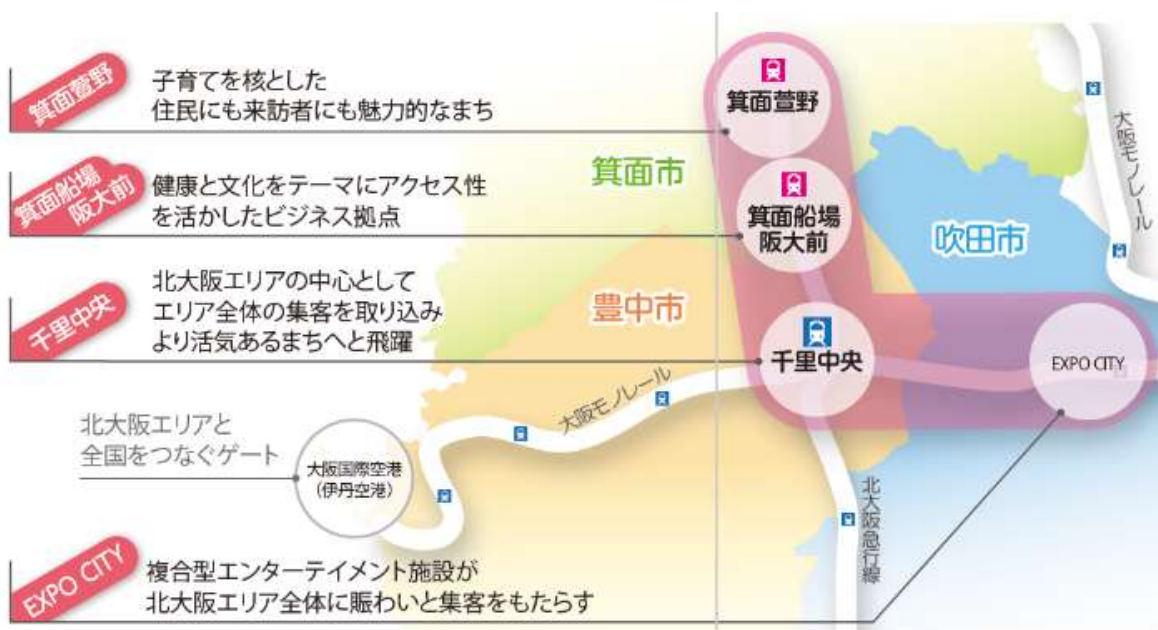 箕面萱野
子育てを核とした
住民にも来訪者にも魅力的なまち
箕面船場
阪大前
健康と文化をテーマにアクセス性
を活かしたビジネス拠点
千里中央
北大阪エリアの中心として
エリア全体の集客を取り込み
より活気あるまちへと飛躍
北大阪エリアと
全国をつなぐゲート
大阪国際空港
(伊丹空港)
EXPO CITY
複合型エンターテイメント施設が
北大阪エリア全体に賑わいと集客をもたらす
箕面市
豊中市
吹田市
箕面萱野
箕面船場
阪大前
千里中央
EXPO CITY
大阪モノレール
大阪モノレール
北大阪急行線